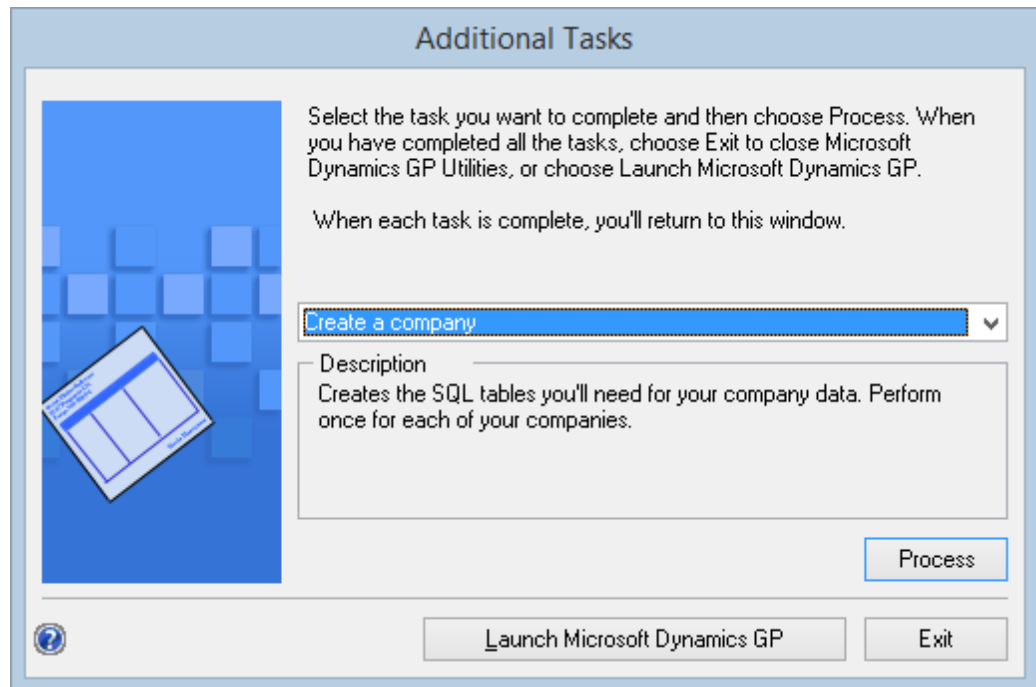 Additional Tasks
Select the task you want to complete and then choose Process. When
you have completed all the tasks, choose Exit to close Microsoft
Dynamics GP Utilities, or choose Launch Microsoft Dynamics GP.
When each task is complete, you'll return to this window.
Create a company
Description
Creates the SQL tables you'll need for your company data. Perform
once for each of your companies.
Process
Launch Microsoft Dynamics GP
Exit